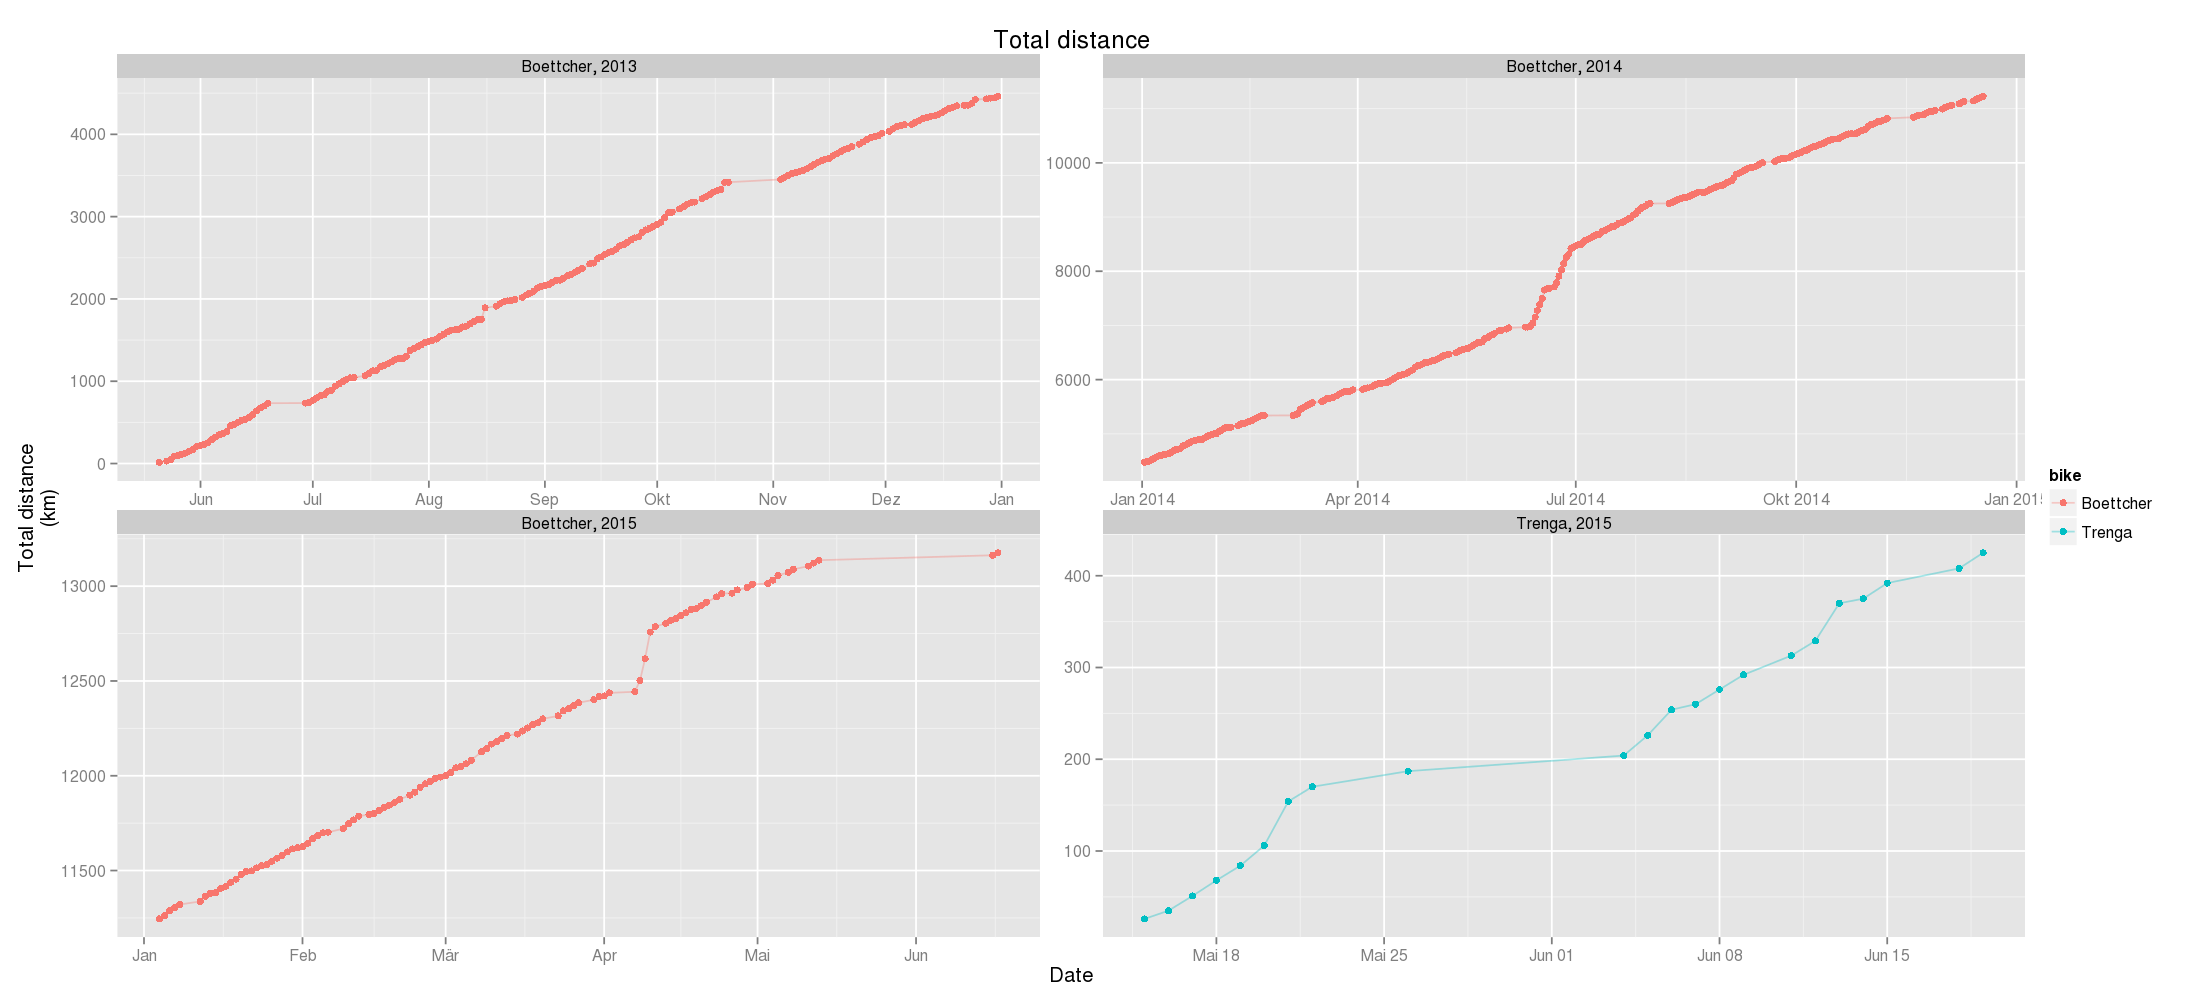 Total distance
Boettcher, 2013
4000
3000
2000
1000
0
Jun Jul Aug Sep Okt Nov Dez Jan
Boettcher, 2014
10000
8000
6000
Jan 2014 Apr 2014 Jul 2014 Okt 2014 Jan 201
Boettcher, 2015
13000
12500
12000
11500
Jan Feb Mär Apr Mai Jun
Trenga, 2015
400
300
200
100
Mai 18 Mai 25 Jun 01 Jun 08 Jun 15
Total distance
(km)
Date
bike
Boettcher
Trenga